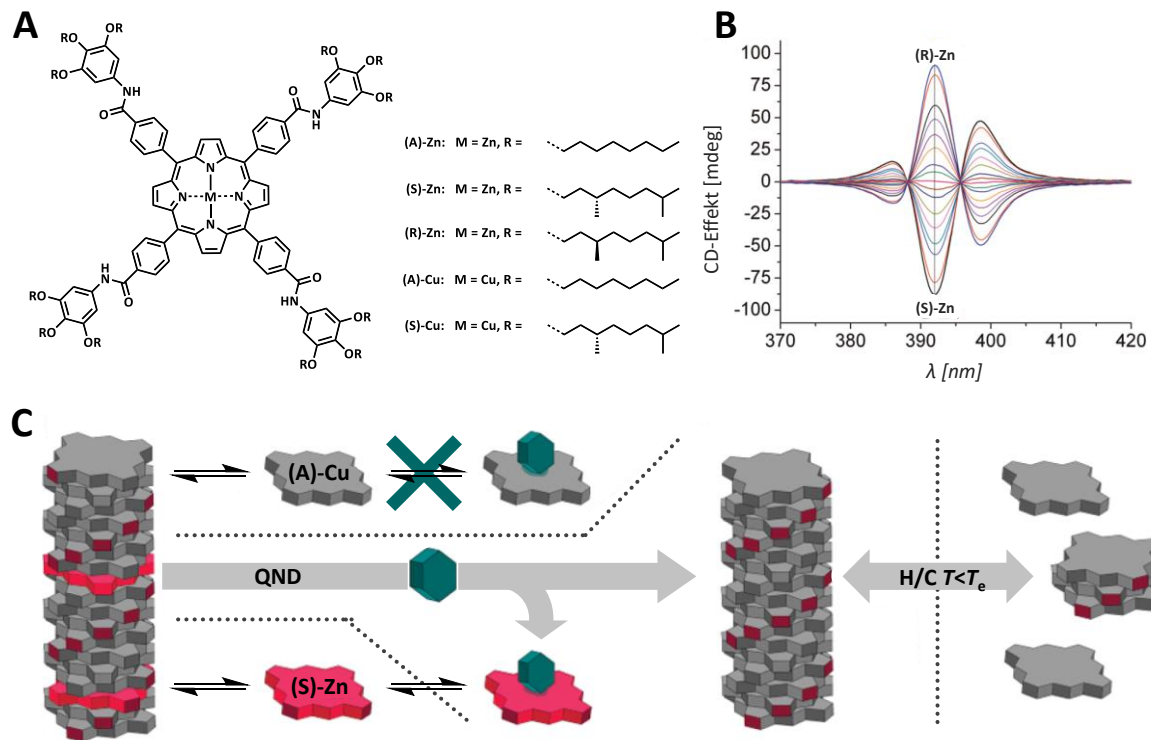 A
RO OR
RO OR
RO OR
NH HN
O O
N
N M N
N
O O
NH HN
RO OR
RO OR
RO OR
(A)-Zn: M = Zn, R =
(S)-Zn: M = Zn, R =
(R)-Zn: M = Zn, R =
(A)-Cu: M = Cu, R =
(S)-Cu: M = Cu, R =
B
(R)-Zn
100
75
50
25
0
-25
-50
-75
-100
CD-Effekt [mdeg]
(S)-Zn
370 380 390 400 410 420
λ [nm]
C
(A)-Cu
QND
H/C T<Te
(S)-Zn